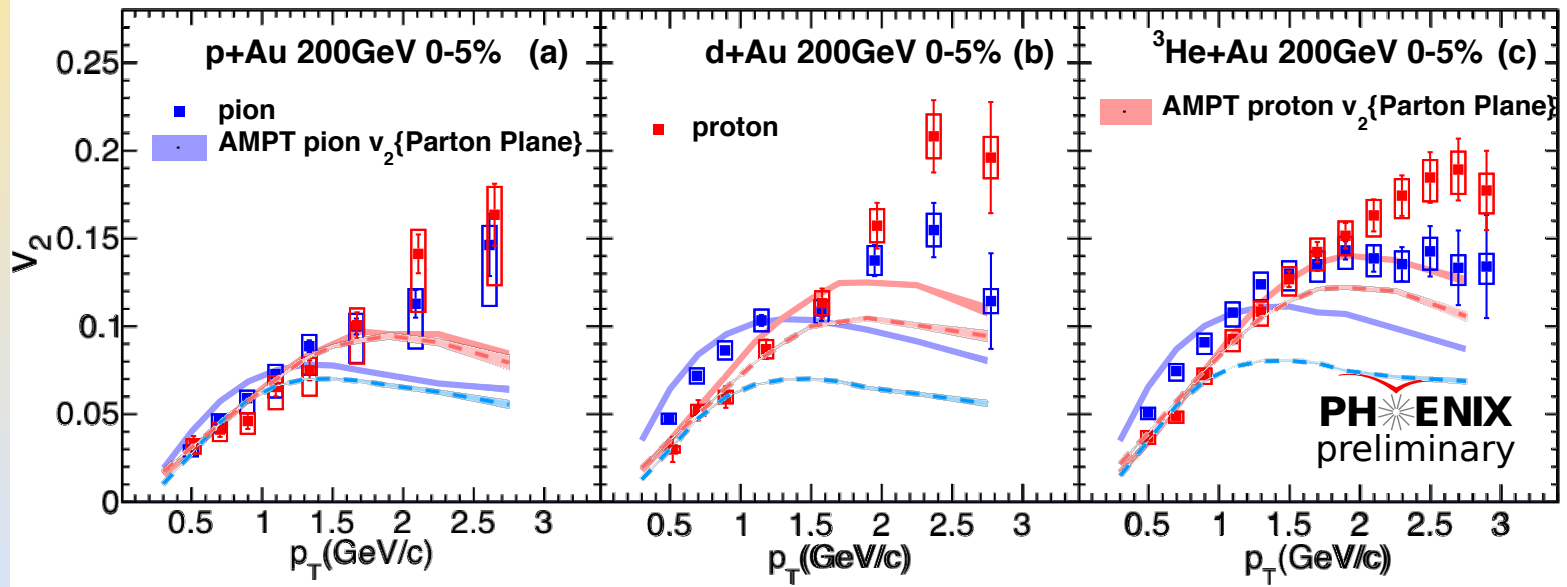 p+Au 200GeV 0-5% (a)
d+Au 200GeV 0-5% (b)
³He+Au 200GeV 0-5% (c)
pion
AMPT pion v₂{Parton Plane}
proton
AMPT proton v₂{Parton Plane}
v₂
0.25
0.2
0.15
0.1
0.05
0
0.5 1 1.5 2 2.5 3
0.5 1 1.5 2 2.5 3
0.5 1 1.5 2 2.5 3
p_T(GeV/c)
p_T(GeV/c)
p_T(GeV/c)
PHENIX
preliminary